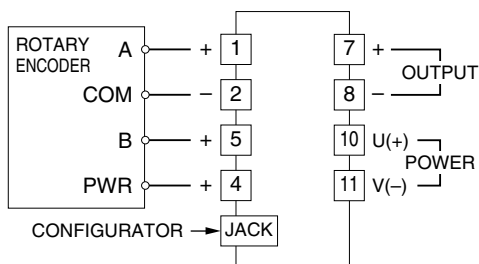 ROTARY
ENCODER
A + 1
COM – 2
B + 5
PWR + 4
CONFIGURATOR JACK
7 +
8 –
OUTPUT
10 U(+)
11 V(–)
POWER